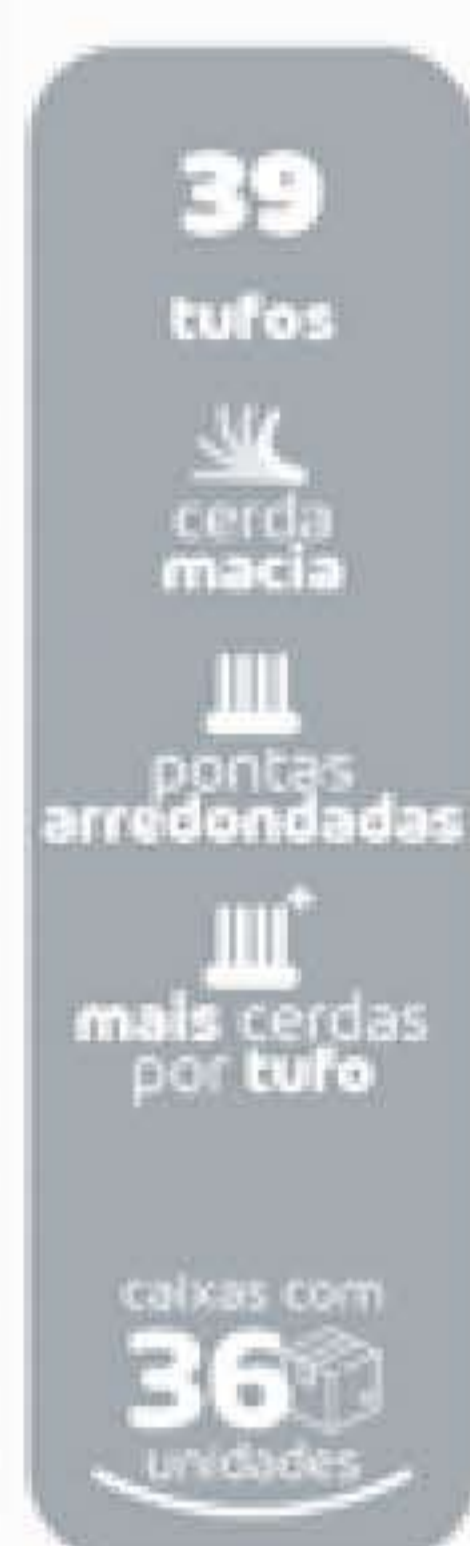 39
tufos
cerda
macia
pontas
arredondadas
mais cerdas
por tufo
caixas com
36
unidades